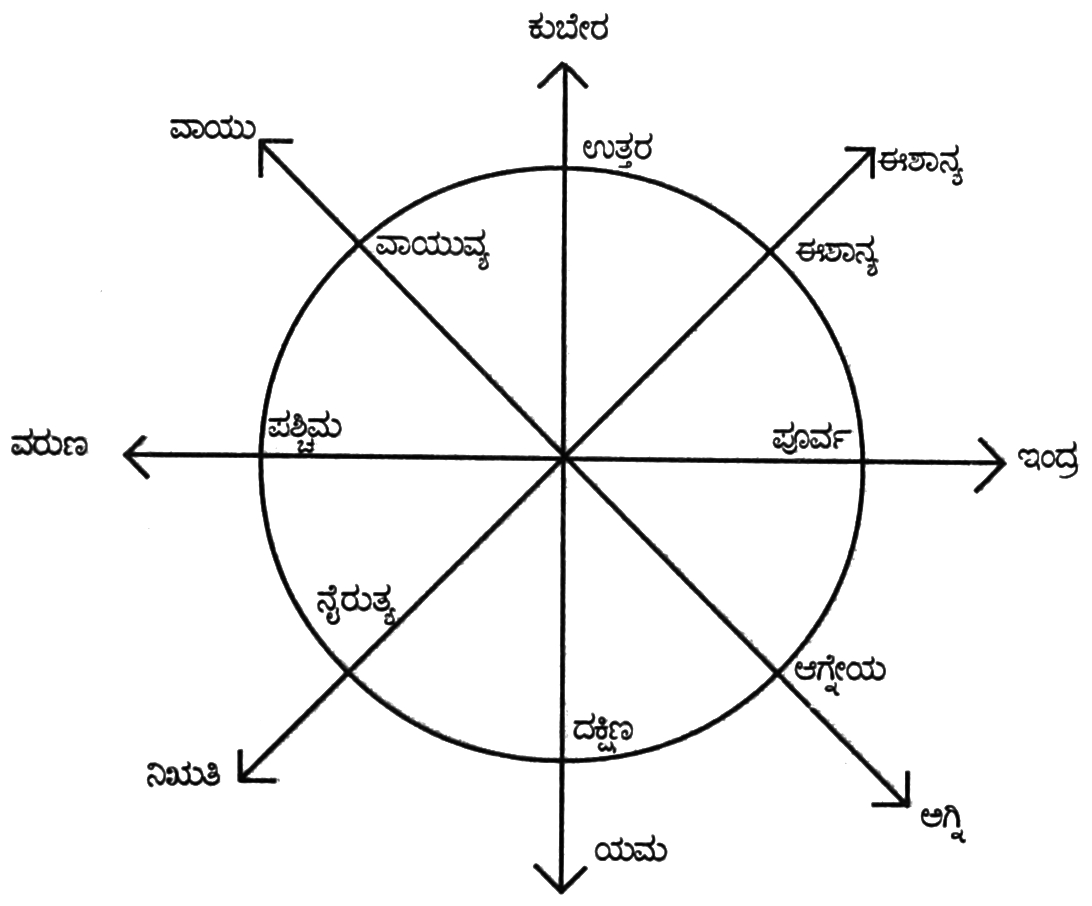 ಕುಬೇರ
ವಾಯು
ಉತ್ತರ
ಈಶಾನ್ಯ
ವಾಯುವ್ಯ
ಈಶಾನ್ಯ
ಪಶ್ಚಿಮ
ಪೂರ್ವ
ವರುಣ
ಇಂದ್ರ
ನೈರುತ್ಯ
ಆಗ್ನೇಯ
ದಕ್ಷಿಣ
ನಿಋತಿ
ಅಗ್ನಿ
ಯಮ